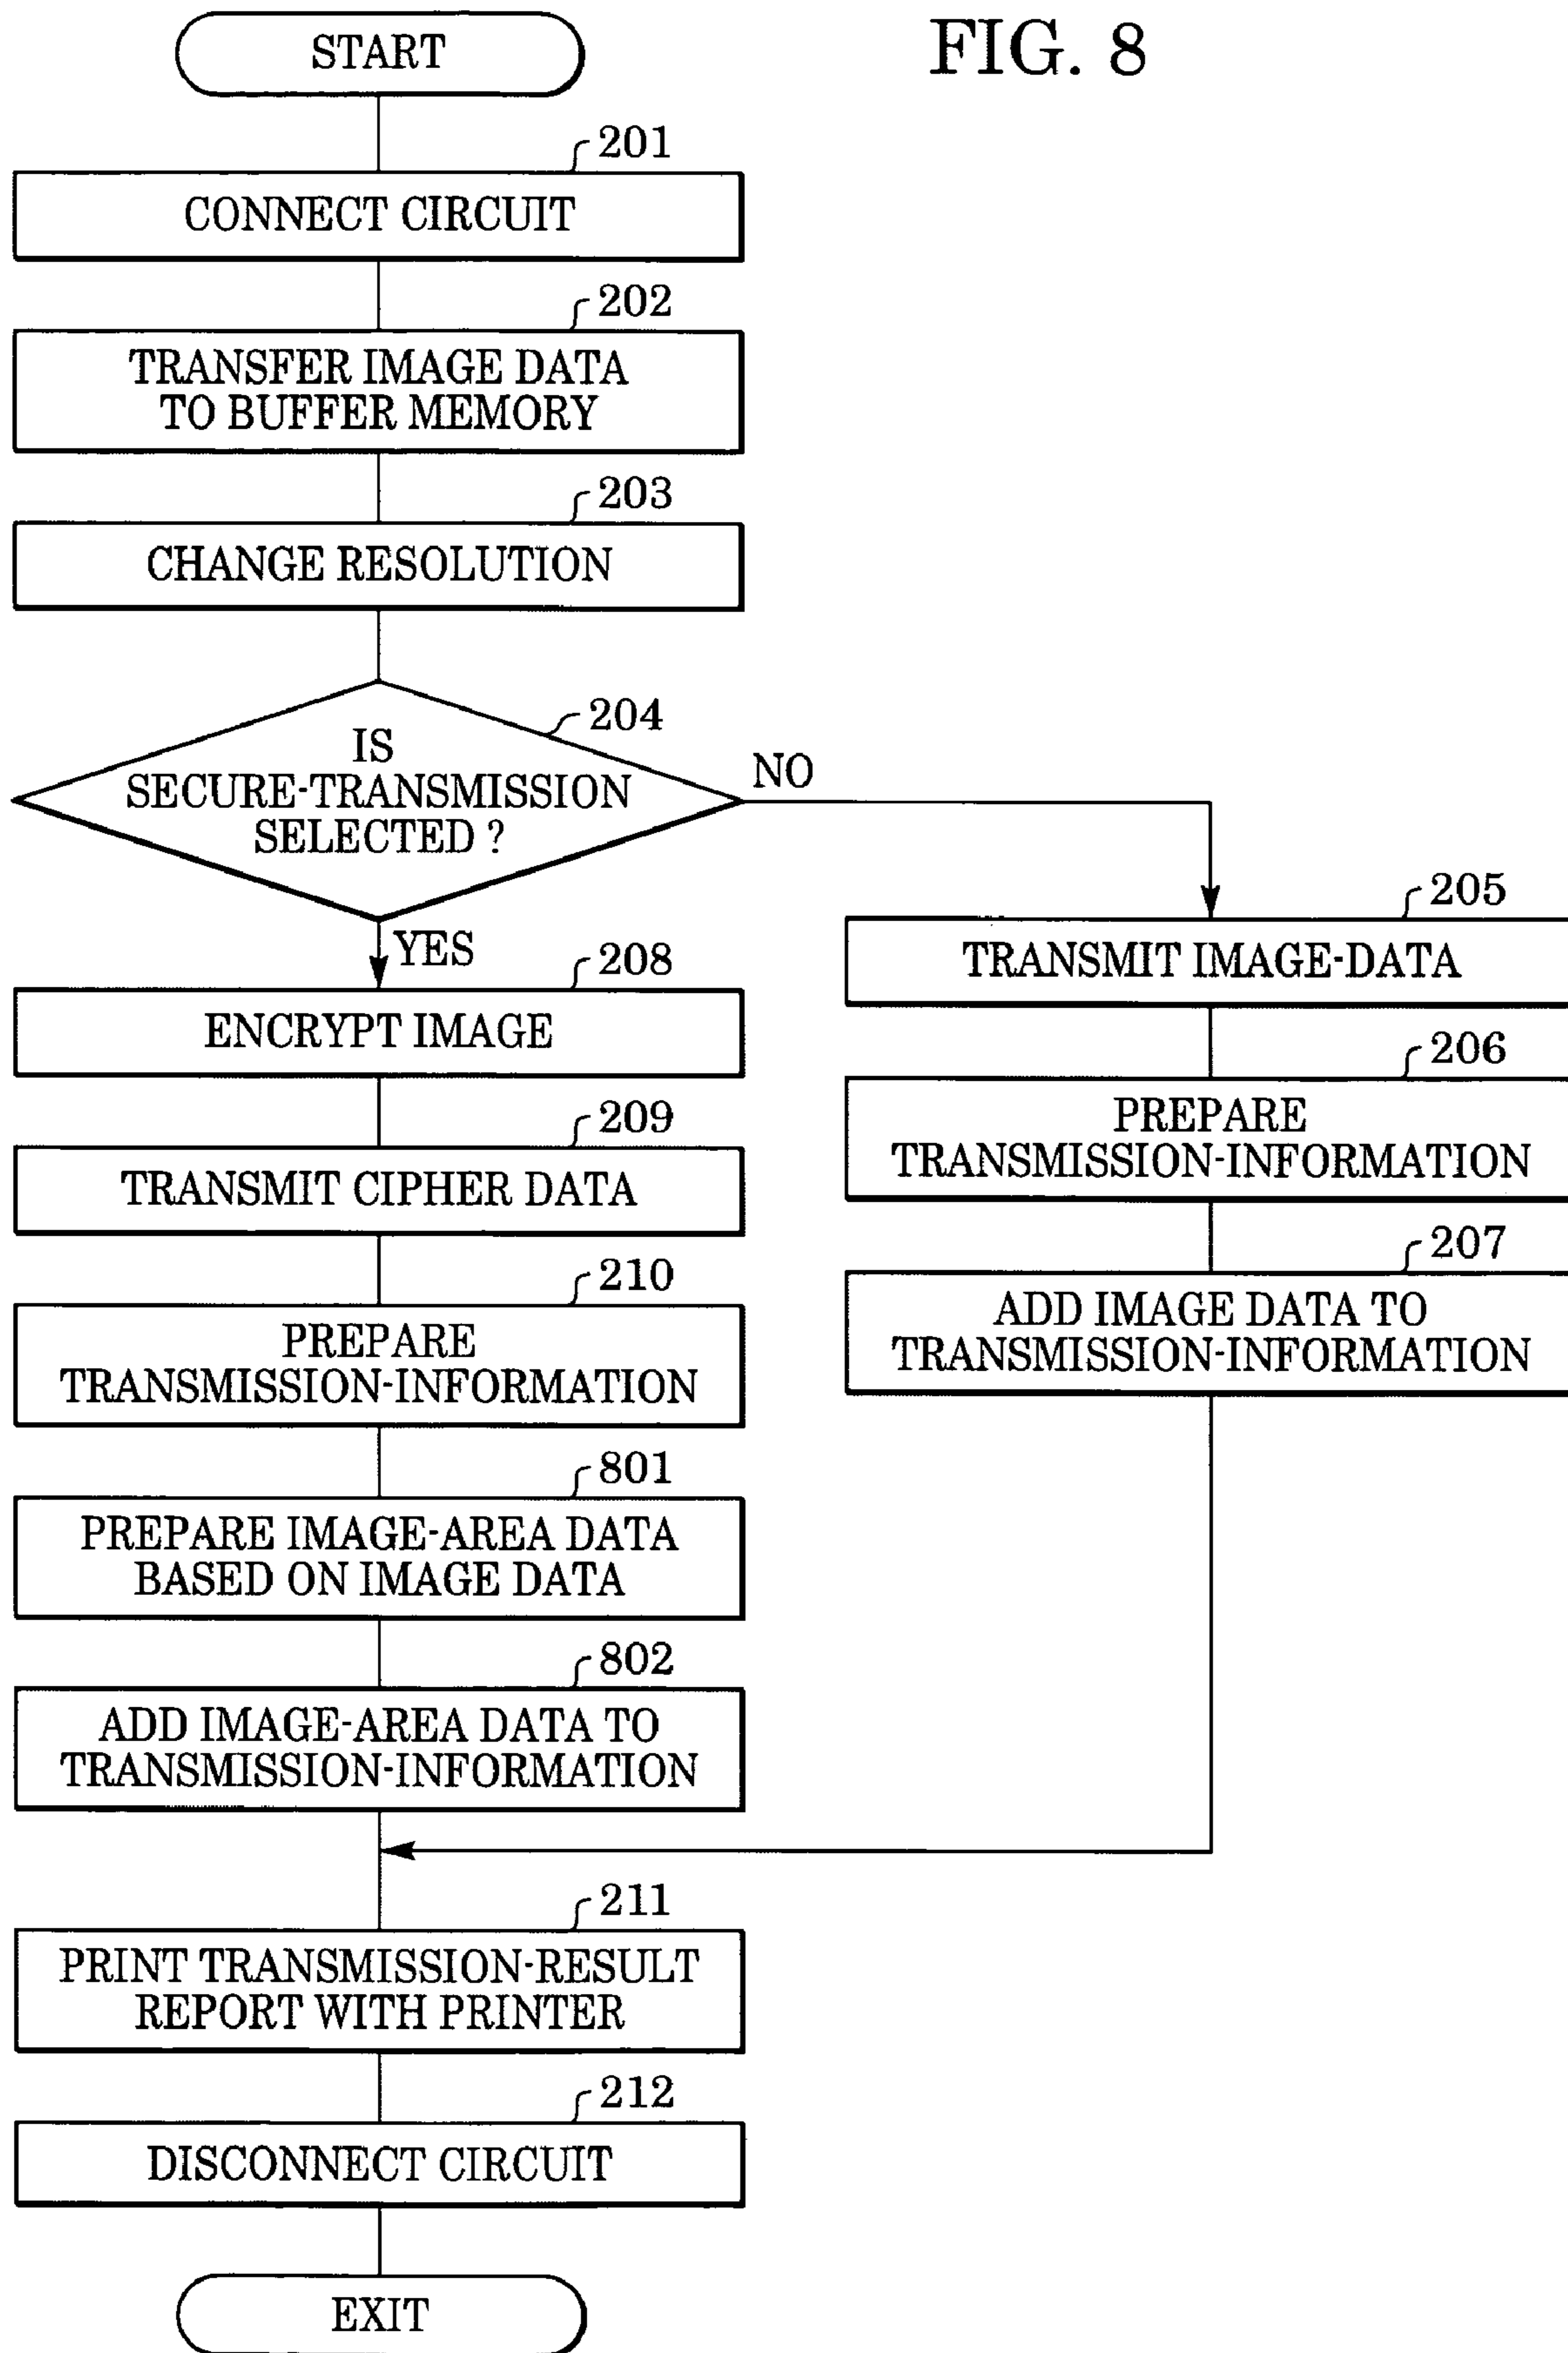 FIG. 8
START
201
CONNECT CIRCUIT
202
TRANSFER IMAGE DATA
TO BUFFER MEMORY
203
CHANGE RESOLUTION
204
IS
SECURE-TRANSMISSION
SELECTED ?
NO
YES
205
TRANSMIT IMAGE-DATA
206
PREPARE
TRANSMISSION-INFORMATION
207
ADD IMAGE DATA TO
TRANSMISSION-INFORMATION
208
ENCRYPT IMAGE
209
TRANSMIT CIPHER DATA
210
PREPARE
TRANSMISSION-INFORMATION
801
PREPARE IMAGE-AREA DATA
BASED ON IMAGE DATA
802
ADD IMAGE-AREA DATA TO
TRANSMISSION-INFORMATION
211
PRINT TRANSMISSION-RESULT
REPORT WITH PRINTER
212
DISCONNECT CIRCUIT
EXIT